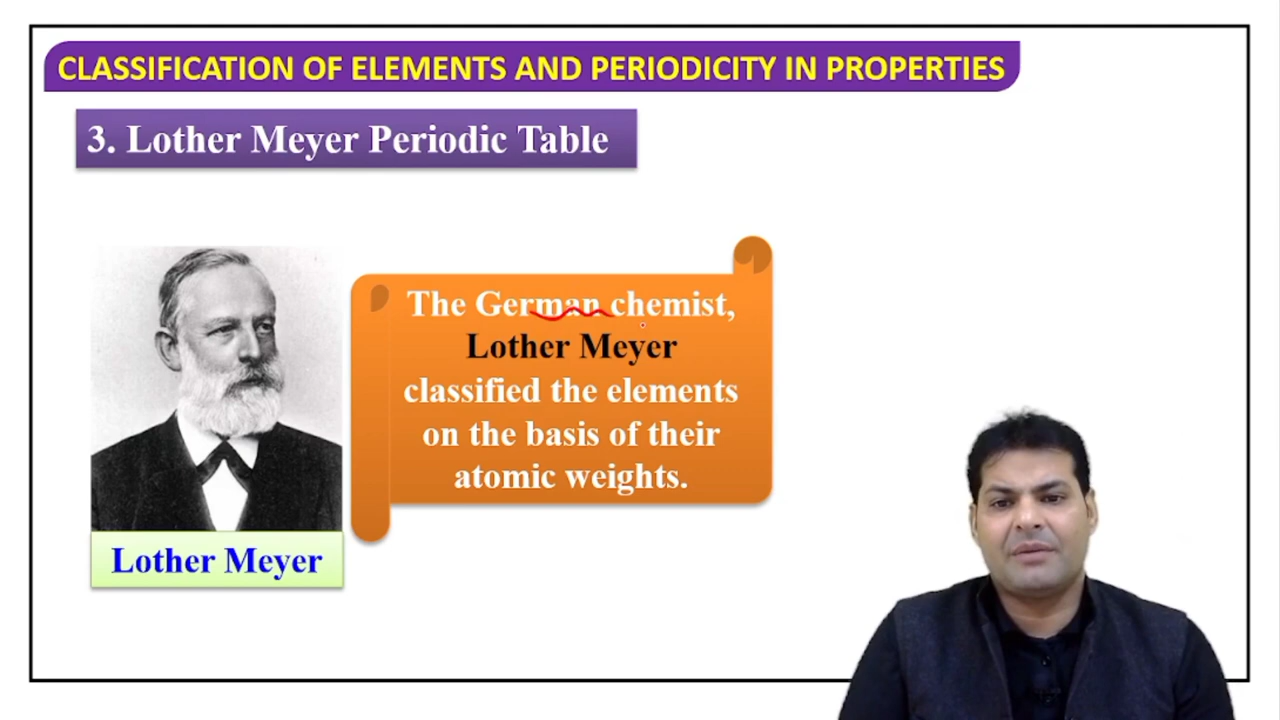 CLASSIFICATION OF ELEMENTS AND PERIODICITY IN PROPERTIES
3. Lother Meyer Periodic Table
The German chemist,
Lother Meyer
classified the elements
on the basis of their
atomic weights.
Lother Meyer